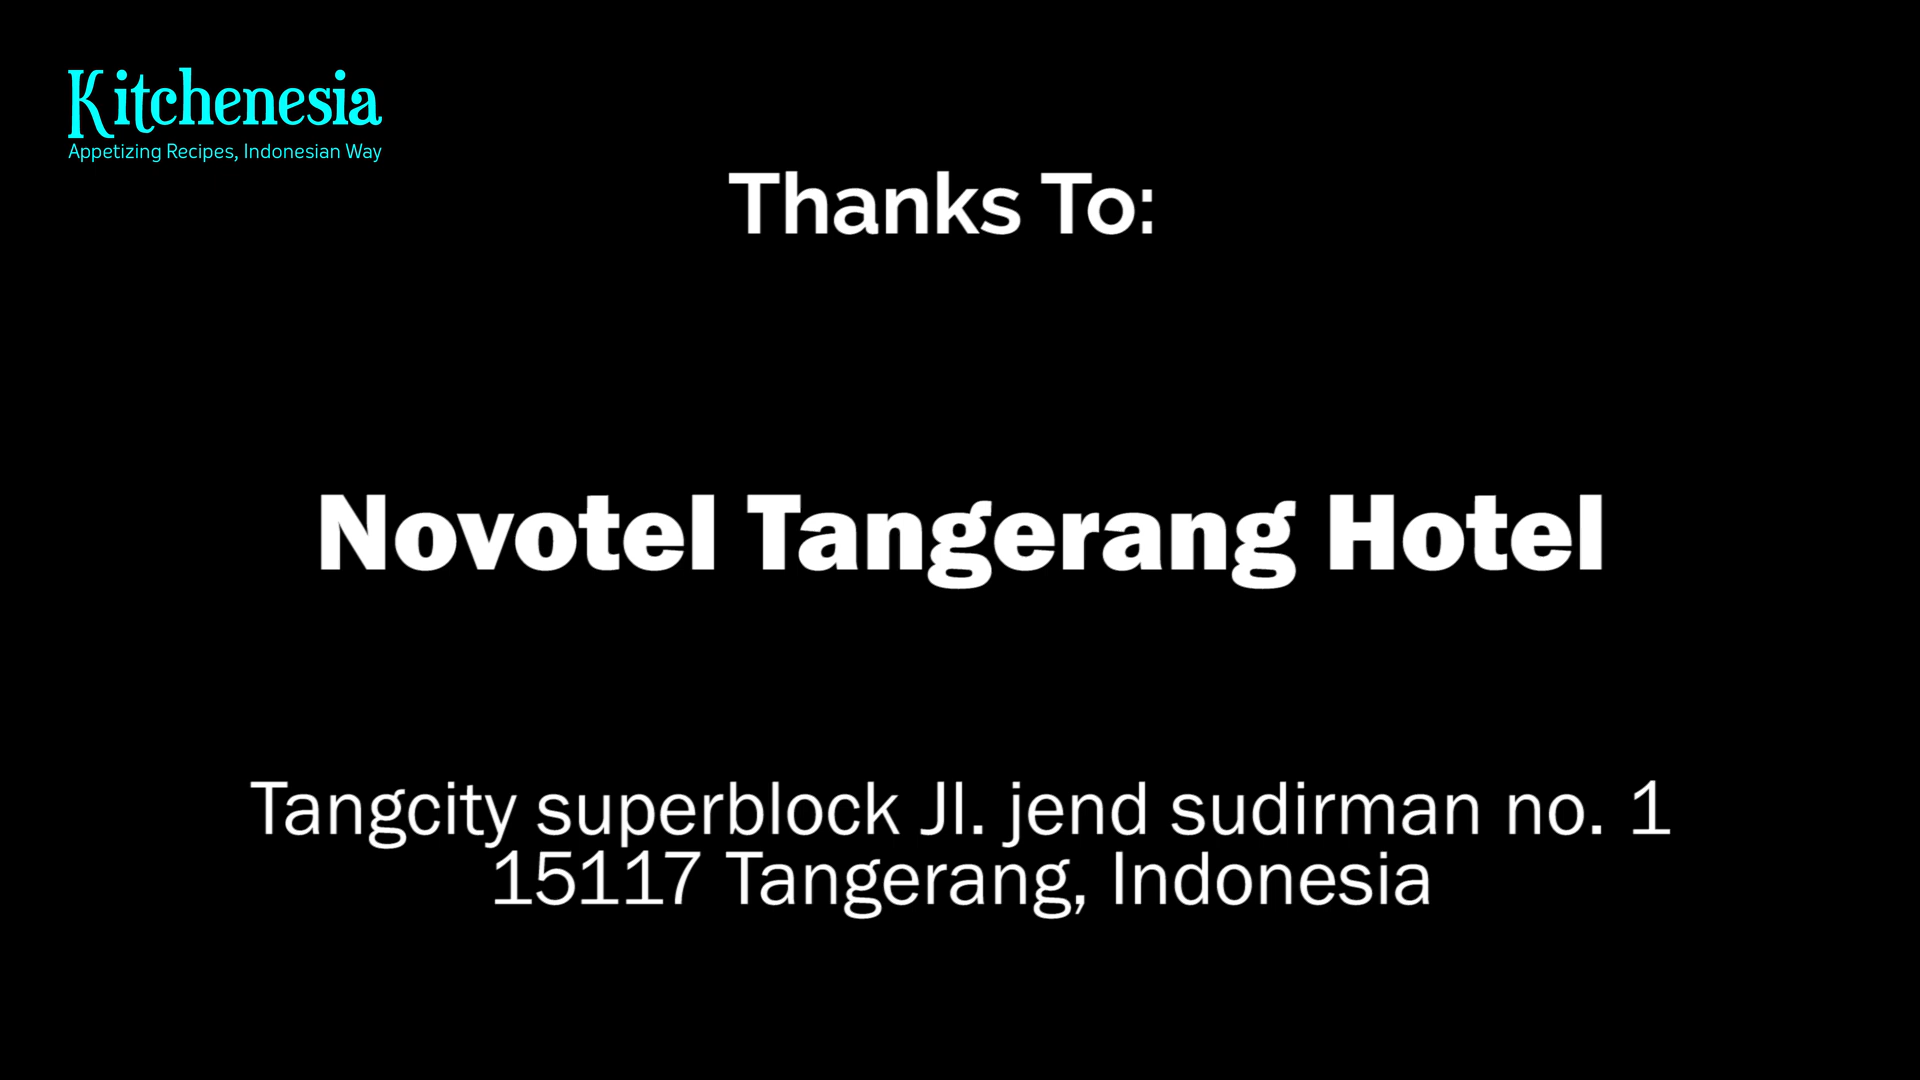 Kitchenesia
Appetizing Recipes, Indonesian Way
Thanks To:
Novotel Tangerang Hotel
Tangcity superblock Jl. jend sudirman no. 1
15117 Tangerang, Indonesia